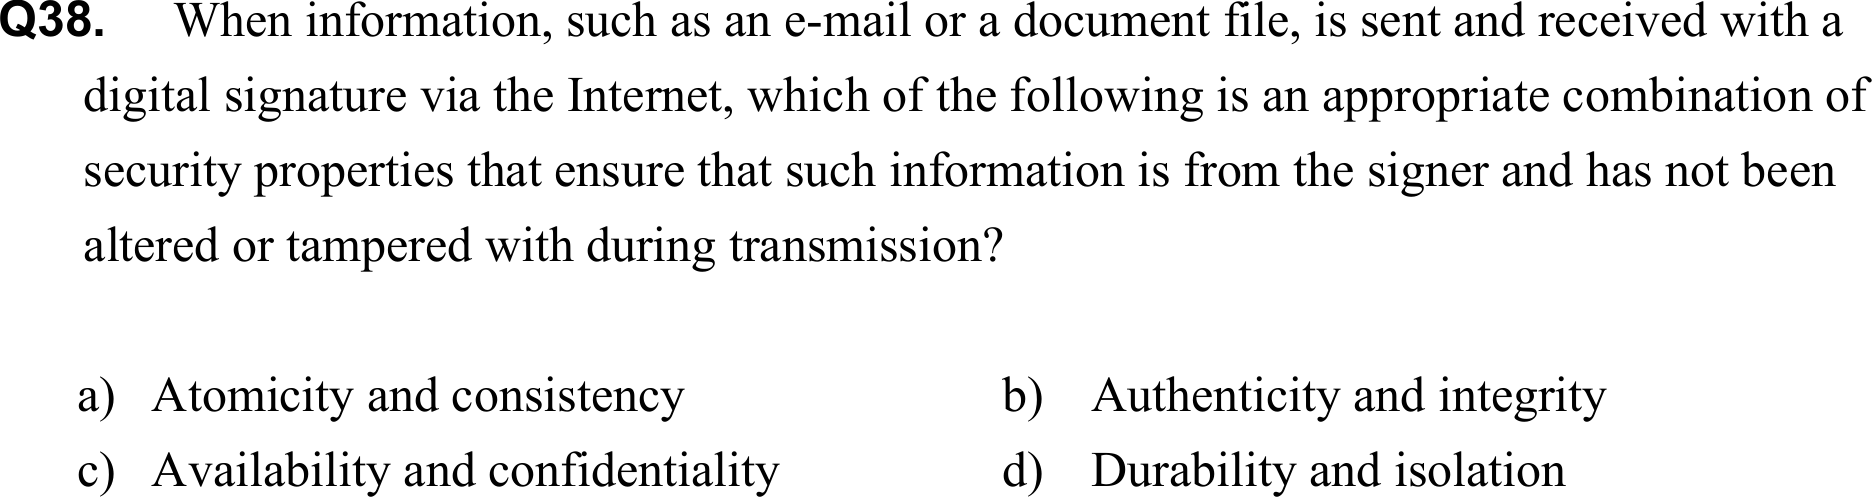 Q38. When information, such as an e-mail or a document file, is sent and received with a
digital signature via the Internet, which of the following is an appropriate combination of
security properties that ensure that such information is from the signer and has not been
altered or tampered with during transmission?
a) Atomicity and consistency b) Authenticity and integrity
c) Availability and confidentiality d) Durability and isolation